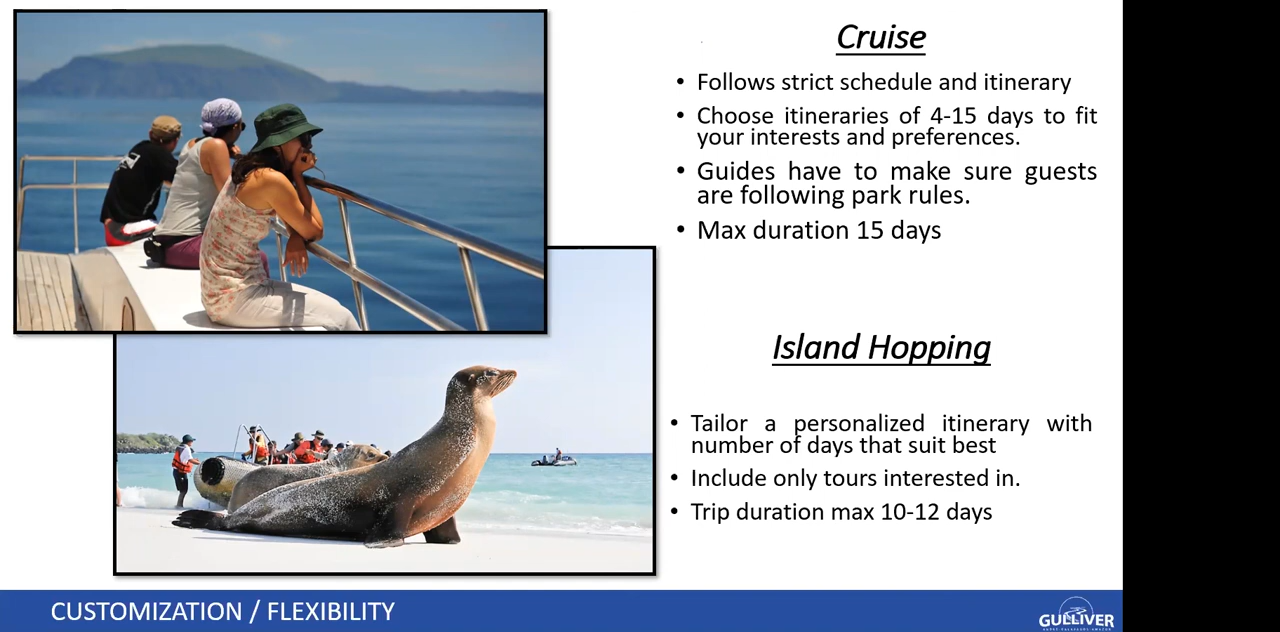 Cruise
• Follows strict schedule and itinerary
• Choose itineraries of 4-15 days to fit
your interests and preferences.
• Guides have to make sure guests
are following park rules.
• Max duration 15 days
Island Hopping
• Tailor a personalized itinerary with
number of days that suit best
• Include only tours interested in.
• Trip duration max 10-12 days
CUSTOMIZATION / FLEXIBILITY
GULLIVER